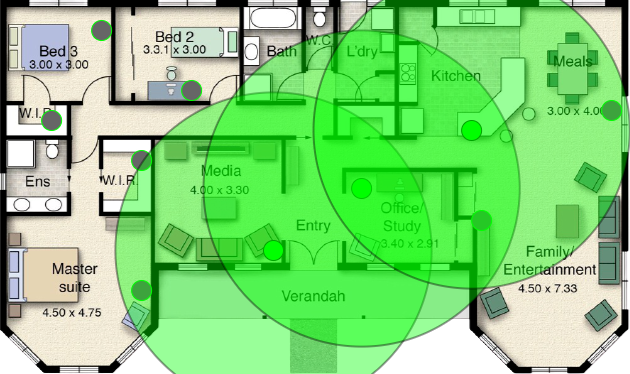 Bed 3
3.00 x 3.00
Bed 2
3.3.1 x 3.00
Bath
W.C.
L'dry
Kitchen
Meals
3.00 x 4.00
W.I.R.
Ens
W.I.R.
Media
4.00 x 3.30
Entry
Office/
Study
3.40 x 2.91
Master
suite
4.50 x 4.75
Verandah
Family/
Entertainment
4.50 x 7.33